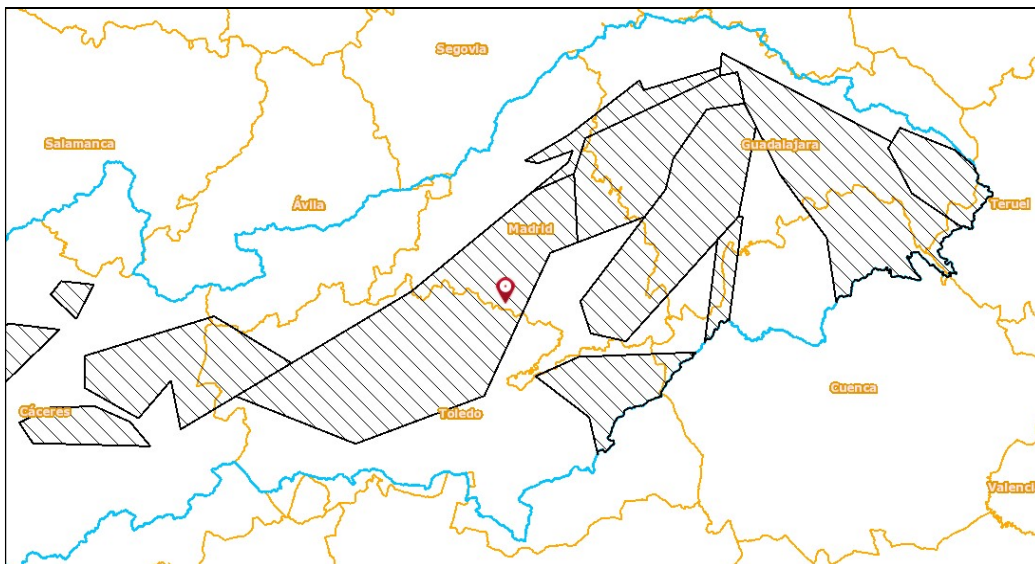 Segovia
Salamanca
Guadalajara
Ávila
Teruel
Madrid
Cáceres
Toledo
Cuenca
Valenci